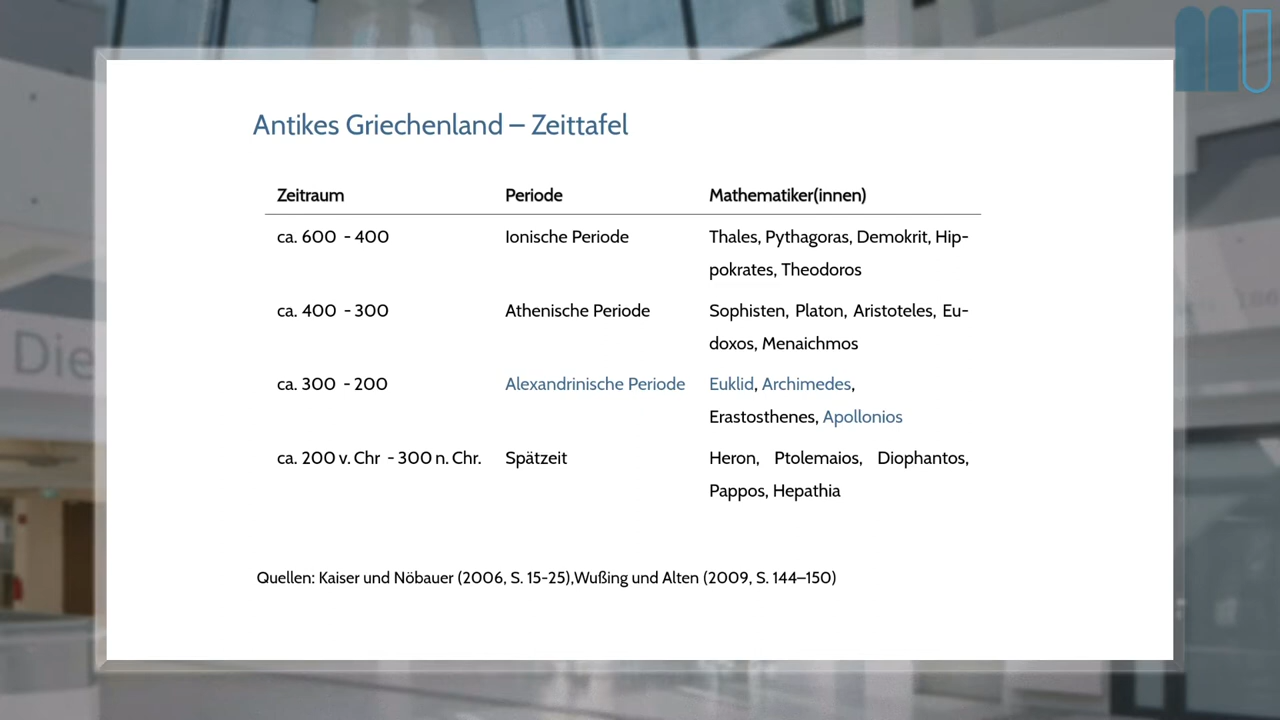 Antikes Griechenland – Zeittafel
Zeitraum Periode Mathematiker(innen)
ca. 600 - 400 Ionische Periode Thales, Pythagoras, Demokrit, Hip-
pokrates, Theodoros
ca. 400 - 300 Athenische Periode Sophisten, Platon, Aristoteles, Eu-
doxos, Menaichmos
ca. 300 - 200 Alexandrinische Periode Euklid, Archimedes,
Erastosthenes, Apollonios
ca. 200 v. Chr - 300 n. Chr. Spätzeit Heron, Ptolemaios, Diophantos,
Pappos, Hepathia
Quellen: Kaiser und Nöbauer (2006, S. 15-25),Wußing und Alten (2009, S. 144–150)
Die